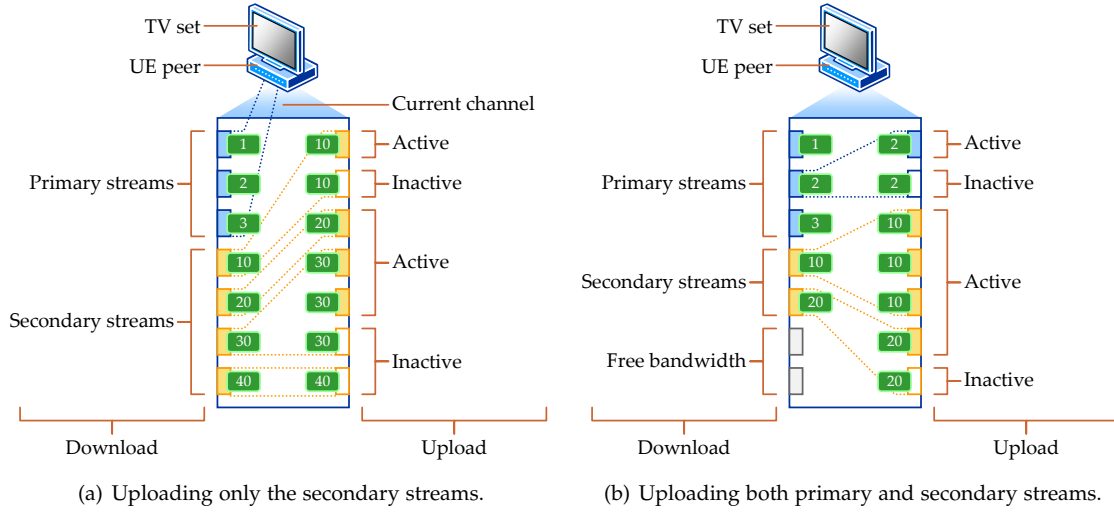 TV set
UE peer
Current channel
Primary streams
Secondary streams
1
2
3
10
20
30
40
10
10
20
30
30
30
40
Active
Inactive
Active
Inactive
Download
Upload
(a) Uploading only the secondary streams.
TV set
UE peer
Primary streams
Secondary streams
Free bandwidth
1
2
3
10
20
2
2
10
10
10
20
20
Active
Inactive
Active
Inactive
Download
Upload
(b) Uploading both primary and secondary streams.